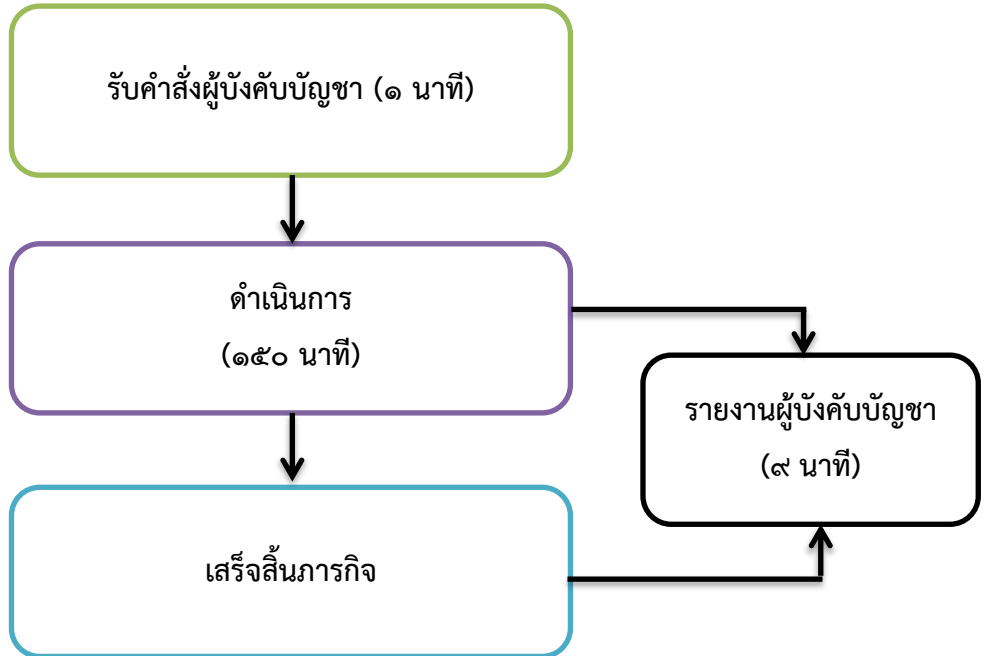 รับคำสั่งผู้บังคับบัญชา (๑ นาที)
ดำเนินการ
(๑๕๐ นาที)
รายงานผู้บังคับบัญชา
(๙ นาที)
เสร็จสิ้นภารกิจ